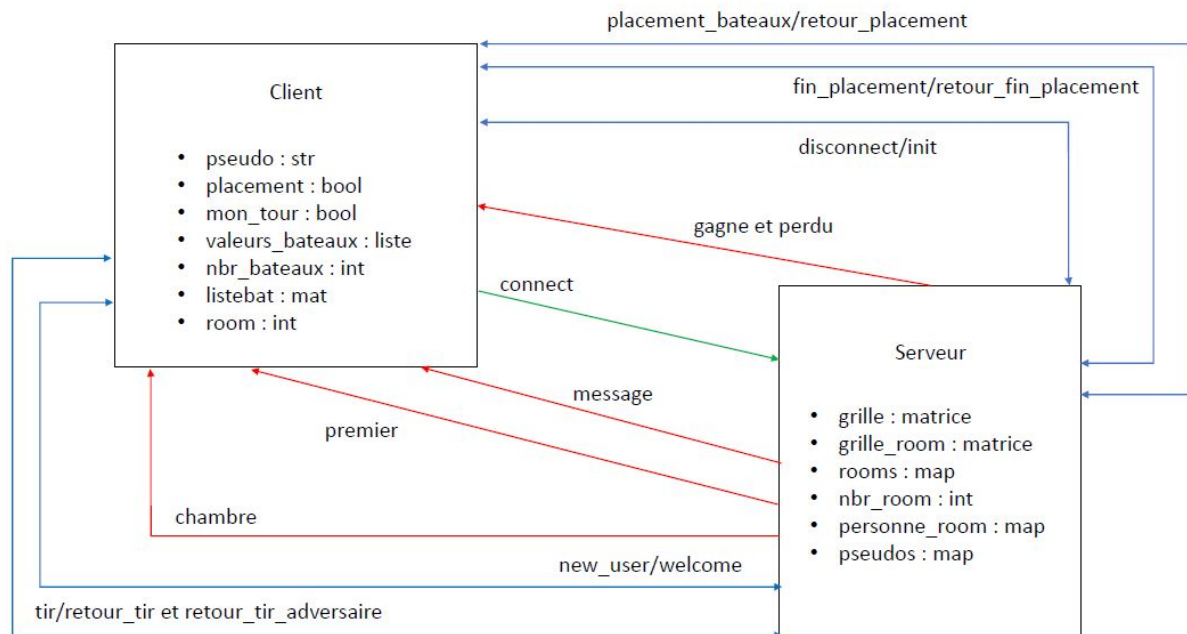 placement_bateaux/retour_placement
Client
fin_placement/retour_fin_placement
disconnect/init
• pseudo : str
• placement : bool
• mon_tour : bool
• valeurs_bateaux : liste
• nbr_bateaux : int
• listebat : mat
• room : int
gagne et perdu
connect
Serveur
message
premier
• grille : matrice
• grille_room : matrice
• rooms : map
• nbr_room : int
• personne_room : map
• pseudos : map
chambre
new_user/welcome
tir/retour_tir et retour_tir_adversaire